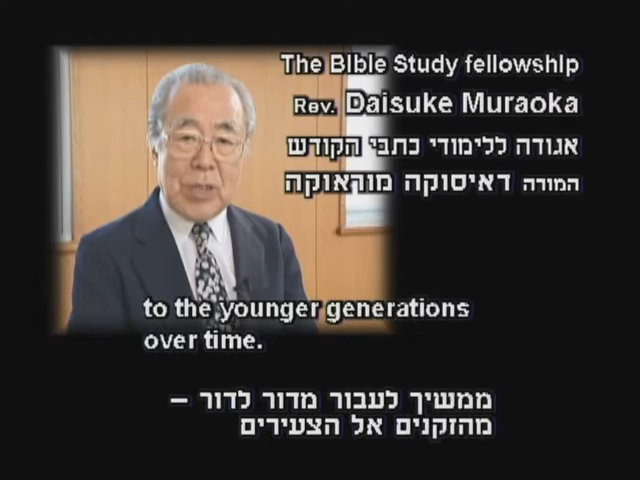 The Bible Study fellowship
Rev. Daisuke Muraoka
אגודה ללימודי כתבי הקודש
המורה דאיסוקה מוראוקה
to the younger generations
over time.
ממשיך לעבור מדור לדור –
מהזקנים אל הצעירים